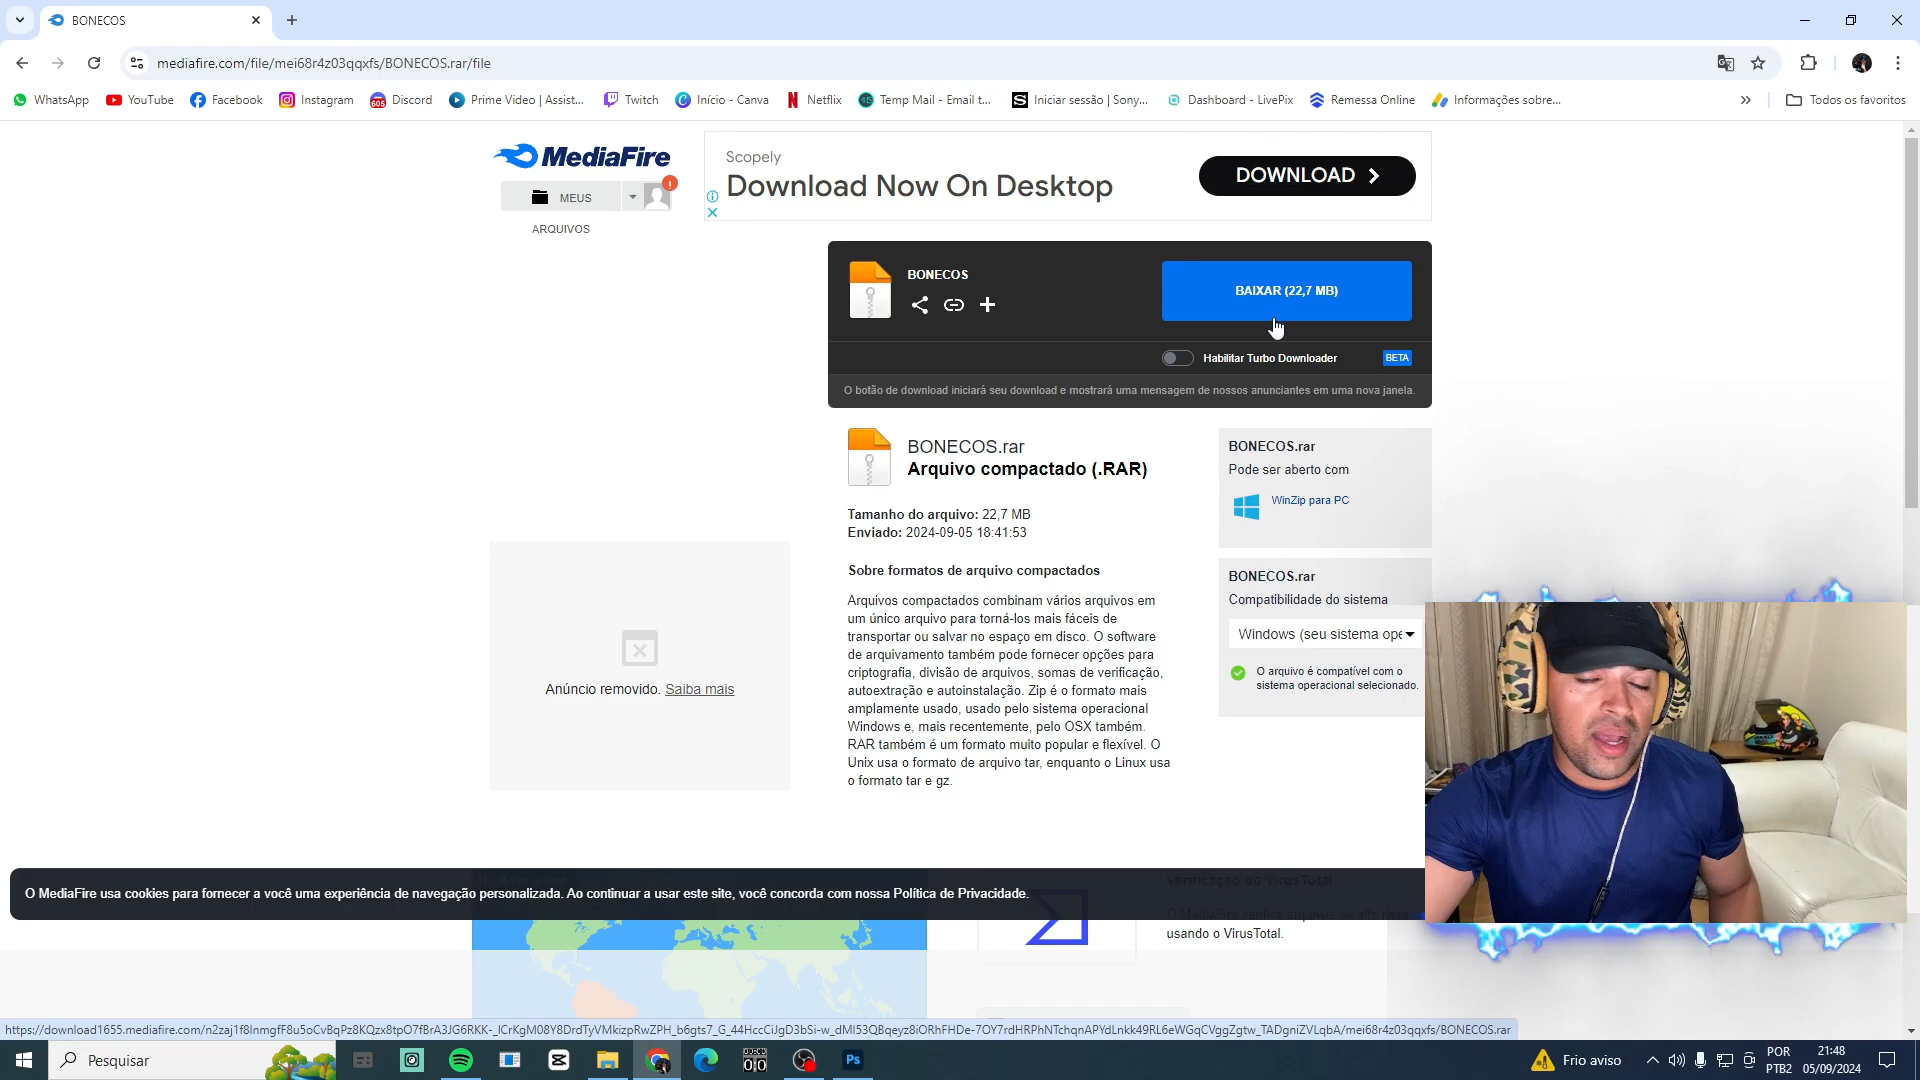 BONECOS
mediafire.com/file/mei68r4z03qqxfs/BONECOS.rar/file
WhatsApp
YouTube
Facebook
Instagram
Discord
Prime Video | Assist...
Twitch
Início - Canva
Netflix
Temp Mail - Email t...
Iniciar sessão | Sony...
Dashboard - LivePix
Remessa Online
Informações sobre...
Todos os favoritos
MediaFire
MEUS
ARQUIVOS
Scopely
Download Now On Desktop
DOWNLOAD
BONECOS
BAIXAR (22,7 MB)
Habilitar Turbo Downloader
BETA
O botão de download iniciará seu download e mostrará uma mensagem de nossos anunciantes em uma nova janela.
BONECOS.rar
Arquivo compactado (.RAR)
Tamanho do arquivo: 22,7 MB
Enviado: 2024-09-05 18:41:53
Sobre formatos de arquivo compactados
Arquivos compactados combinam vários arquivos em
um único arquivo para torná-los mais fáceis de
transportar ou salvar no espaço em disco. O software
de arquivamento também pode fornecer opções para
criptografia, divisão de arquivos, somas de verificação,
autoextração e autoinstalação. Zip é o formato mais
amplamente usado, usado pelo sistema operacional
Windows e, mais recentemente, pelo OSX também.
RAR também é um formato muito popular e flexível. O
Unix usa o formato de arquivo tar, enquanto o Linux usa
o formato tar e gz.
BONECOS.rar
Pode ser aberto com
WinZip para PC
BONECOS.rar
Compatibilidade do sistema
Windows (seu sistema ope
O arquivo é compatível com o
sistema operacional selecionado.
Anúncio removido. Saiba mais
O MediaFire usa cookies para fornecer a você uma experiência de navegação personalizada. Ao continuar a usar este site, você concorda com nossa Política de Privacidade.
Verificação do VirusTotal
usando o VirusTotal.
Pesquisar
Frio aviso
POR
PTB2
21:48
05/09/2024